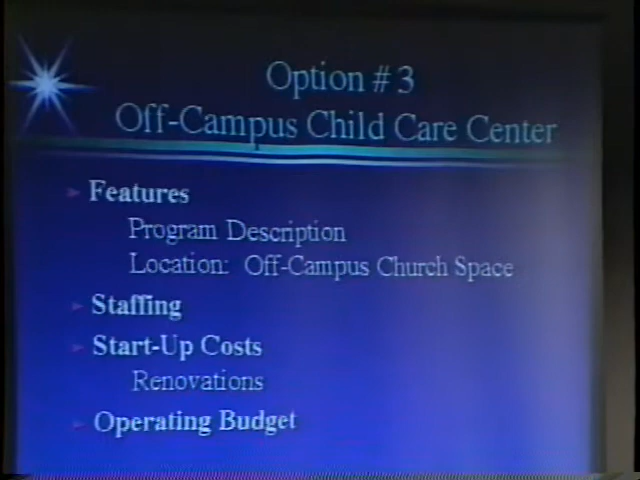 Option #3
Off-Campus Child Care Center
Features
Program Description
Location: Off-Campus Church Space
Staffing
Start-Up Costs
Renovations
Operating Budget